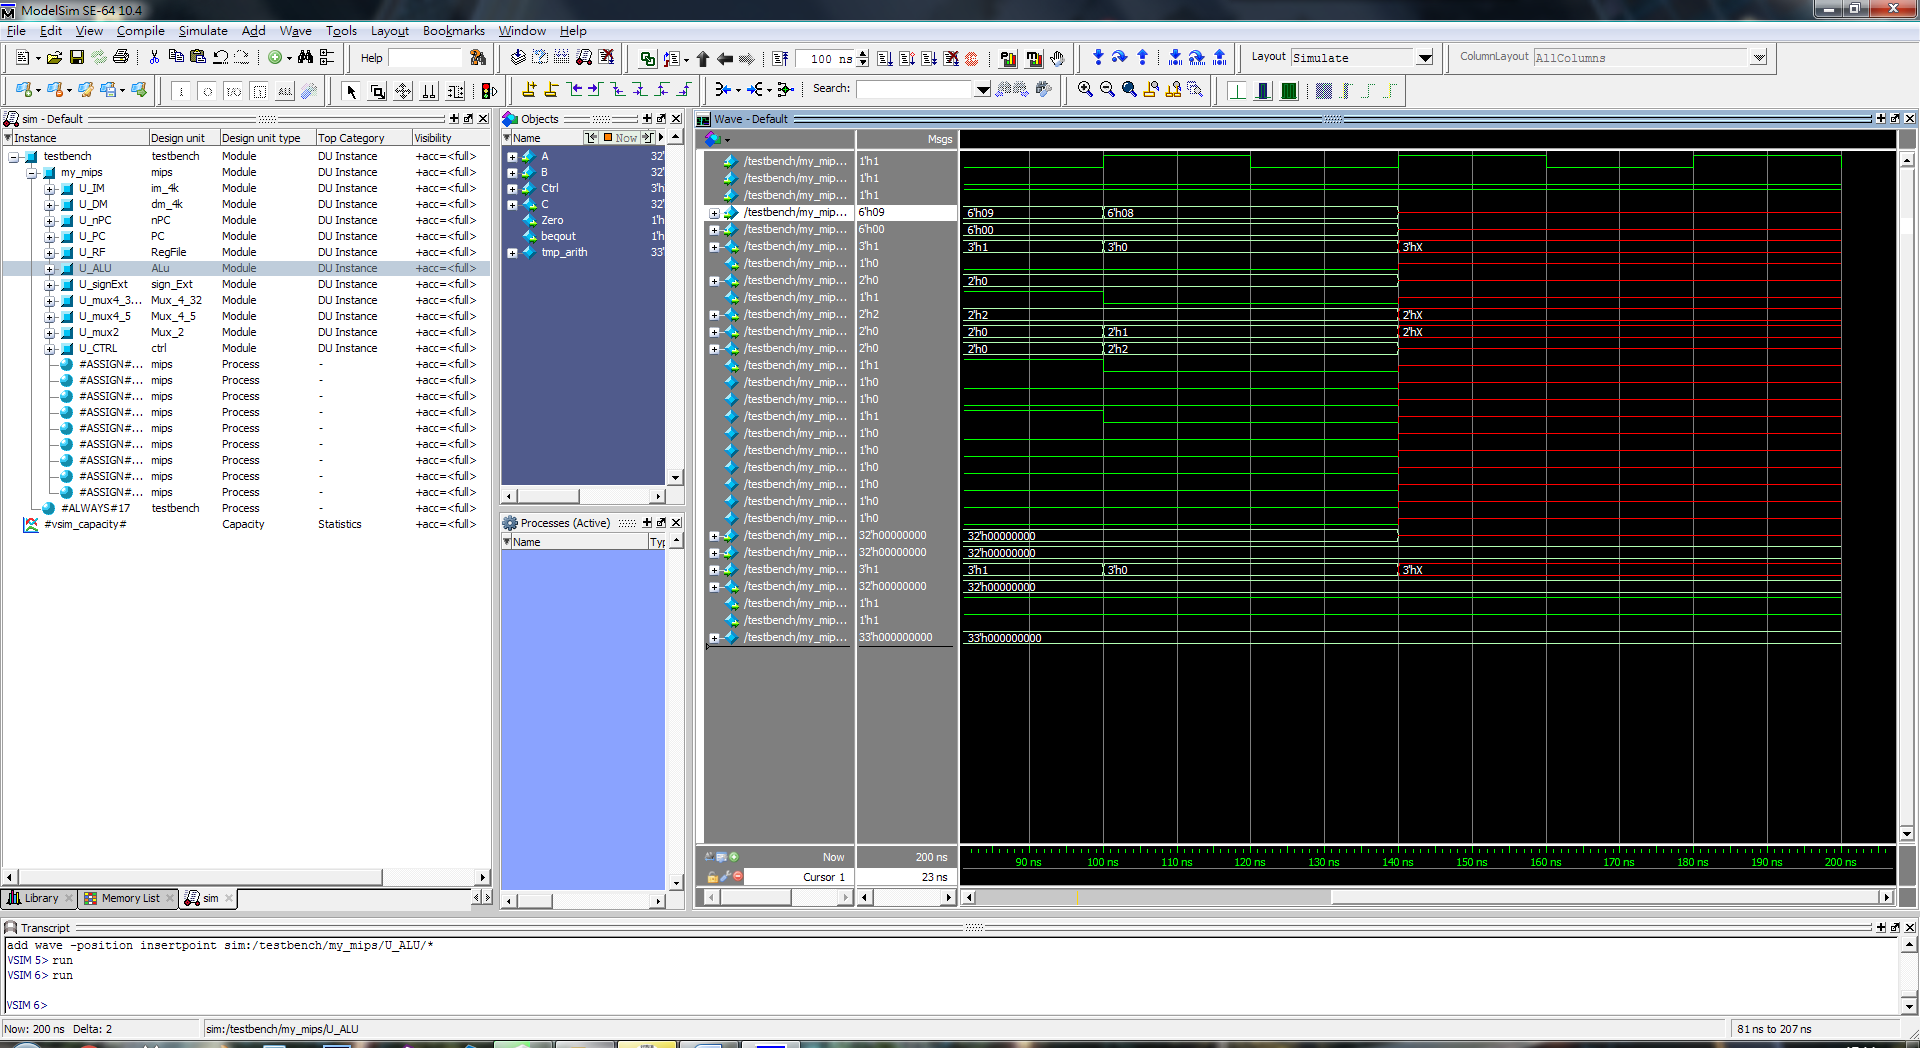 ModelSim SE-64 10.4
File Edit View Compile Simulate Add Wave Tools Layout Bookmarks Window Help
Help 100 ns Layout Simulate ColumnLayout AllColumns
Search:
sim - Default
Instance Design unit Design unit type Top Category Visibility
testbench testbench Module DU Instance +acc=<full>
my_mips mips Module DU Instance +acc=<full>
U_IM im_4k Module DU Instance +acc=<full>
U_DM dm_4k Module DU Instance +acc=<full>
U_nPC nPC Module DU Instance +acc=<full>
U_PC PC Module DU Instance +acc=<full>
U_RF RegFile Module DU Instance +acc=<full>
U_ALU ALu Module DU Instance +acc=<full>
U_signExt sign_Ext Module DU Instance +acc=<full>
U_mux4_3... Mux_4_32 Module DU Instance +acc=<full>
U_mux4_5 Mux_4_5 Module DU Instance +acc=<full>
U_mux2 Mux_2 Module DU Instance +acc=<full>
U_CTRL ctrl Module DU Instance +acc=<full>
#ASSIGN#... mips Process - +acc=<full>
#ASSIGN#... mips Process - +acc=<full>
#ASSIGN#... mips Process - +acc=<full>
#ASSIGN#... mips Process - +acc=<full>
#ASSIGN#... mips Process - +acc=<full>
#ASSIGN#... mips Process - +acc=<full>
#ASSIGN#... mips Process - +acc=<full>
#ASSIGN#... mips Process - +acc=<full>
#ASSIGN#... mips Process - +acc=<full>
#ALWAYS#17 testbench Process - +acc=<full>
#vsim_capacity# Capacity Statistics +acc=<full>
Library Memory List sim
Objects
Name Now
A 32'
B 32'
Ctrl 3'h
C 32'
Zero 1'h
beqout 1'h
tmp_arith 33'
Processes (Active)
Name Typ
Wave - Default
Msgs
/testbench/my_mip... 1'h1
/testbench/my_mip... 1'h1
/testbench/my_mip... 1'h1
/testbench/my_mip... 6'h09 6'h09 6'h08
/testbench/my_mip... 6'h00 6'h00
/testbench/my_mip... 3'h1 3'h1 3'h0 3'hX
/testbench/my_mip... 1'h0
/testbench/my_mip... 2'h0 2'h0
/testbench/my_mip... 1'h1
/testbench/my_mip... 2'h2 2'h2 2'hX
/testbench/my_mip... 2'h0 2'h0 2'h1 2'hX
/testbench/my_mip... 2'h0 2'h0 2'h2
/testbench/my_mip... 1'h1
/testbench/my_mip... 1'h0
/testbench/my_mip... 1'h0
/testbench/my_mip... 1'h1
/testbench/my_mip... 1'h0
/testbench/my_mip... 1'h0
/testbench/my_mip... 1'h0
/testbench/my_mip... 1'h0
/testbench/my_mip... 1'h0
/testbench/my_mip... 1'h0
/testbench/my_mip... 32'h00000000 32'h00000000
/testbench/my_mip... 32'h00000000 32'h00000000
/testbench/my_mip... 3'h1 3'h1 3'h0 3'hX
/testbench/my_mip... 32'h00000000 32'h00000000
/testbench/my_mip... 1'h1
/testbench/my_mip... 1'h1
/testbench/my_mip... 33'h000000000 33'h000000000
Now 200 ns 90 ns 100 ns 110 ns 120 ns 130 ns 140 ns 150 ns 160 ns 170 ns 180 ns 190 ns 200 ns
Cursor 1 23 ns
Transcript
add wave -position insertpoint sim:/testbench/my_mips/U_ALU/*
VSIM 5> run
VSIM 6> run
VSIM 6>
Now: 200 ns Delta: 2 sim:/testbench/my_mips/U_ALU 81 ns to 207 ns